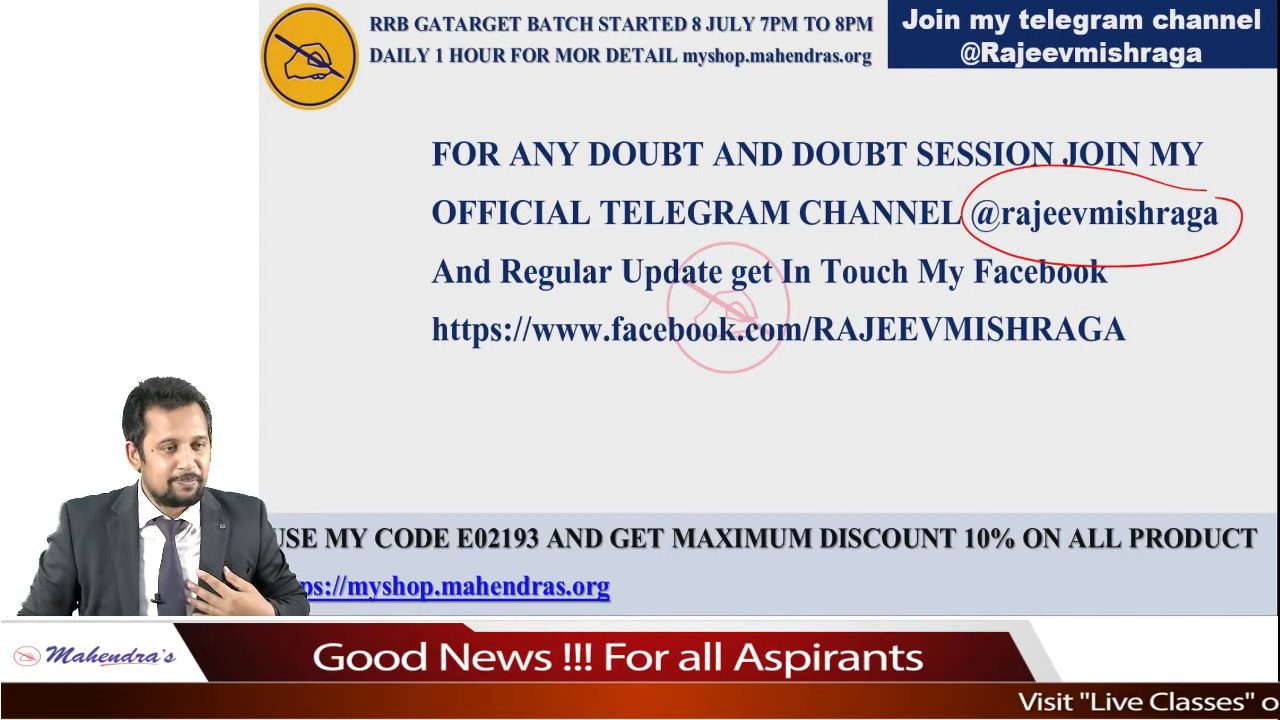 RRB GATARGET BATCH STARTED 8 JULY 7PM TO 8PM
DAILY 1 HOUR FOR MOR DETAIL myshop.mahendras.org
Join my telegram channel
@Rajeevmishraga
FOR ANY DOUBT AND DOUBT SESSION JOIN MY
OFFICIAL TELEGRAM CHANNEL @rajeevmishraga
And Regular Update get In Touch My Facebook
https://www.facebook.com/RAJEEVMISHRAGA
USE MY CODE E02193 AND GET MAXIMUM DISCOUNT 10% ON ALL PRODUCT
ps://myshop.mahendras.org
Mahendra's
Good News !!! For all Aspirants
Visit "Live Classes" o